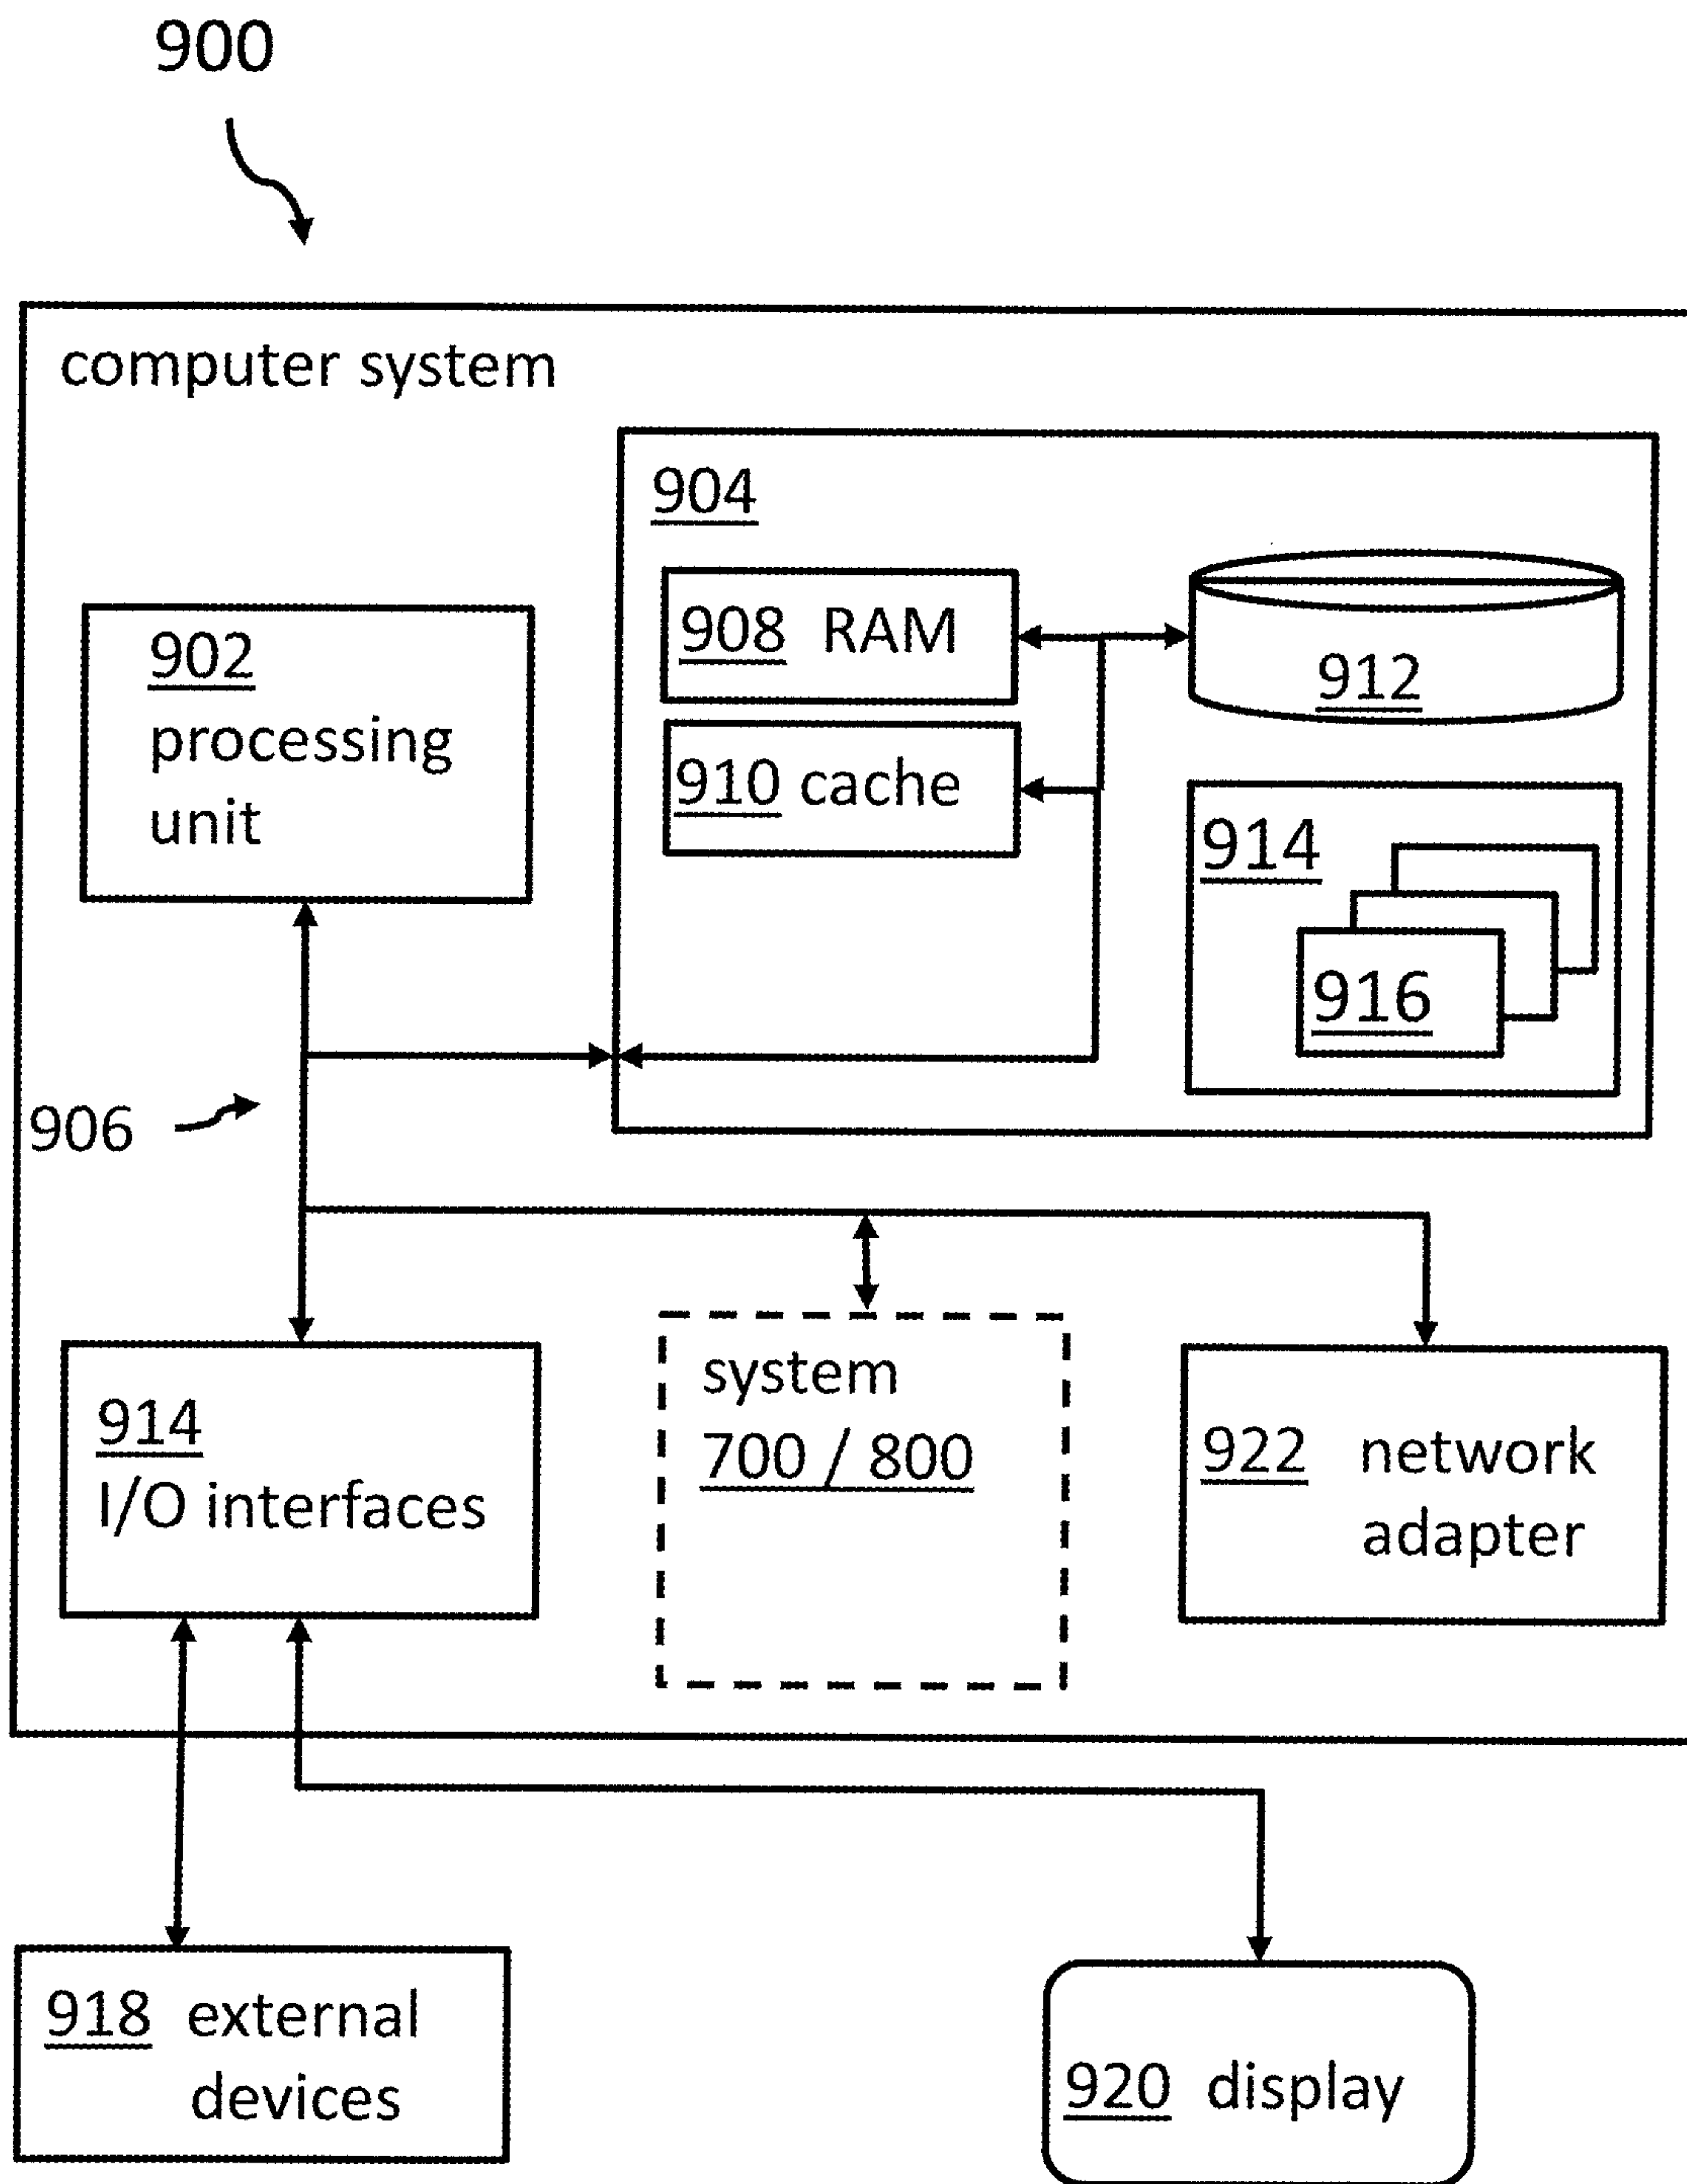 900
computer system
904
908 RAM
902
processing
unit
912
910 cache
914
916
906
914
I/O interfaces
system
700 / 800
922 network
adapter
918 external
devices
920 display